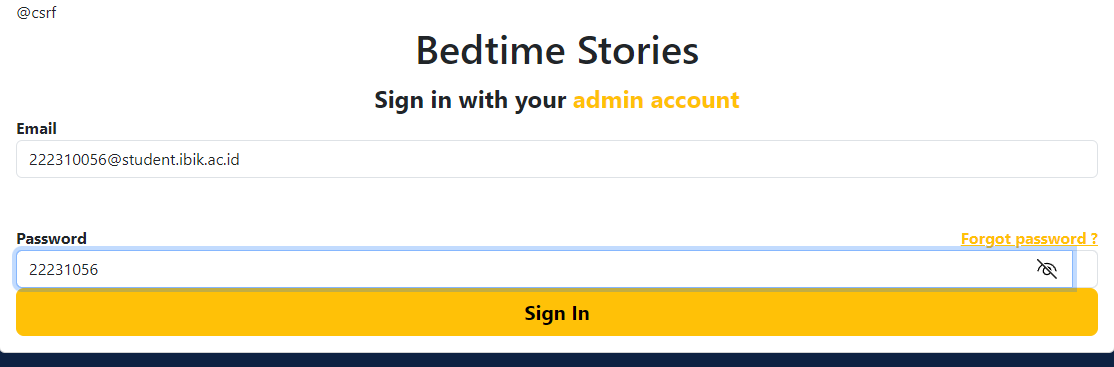 @csrf
Bedtime Stories
Sign in with your admin account
Email
222310056@student.ibik.ac.id
Password Forgot password ?
22231056
Sign In